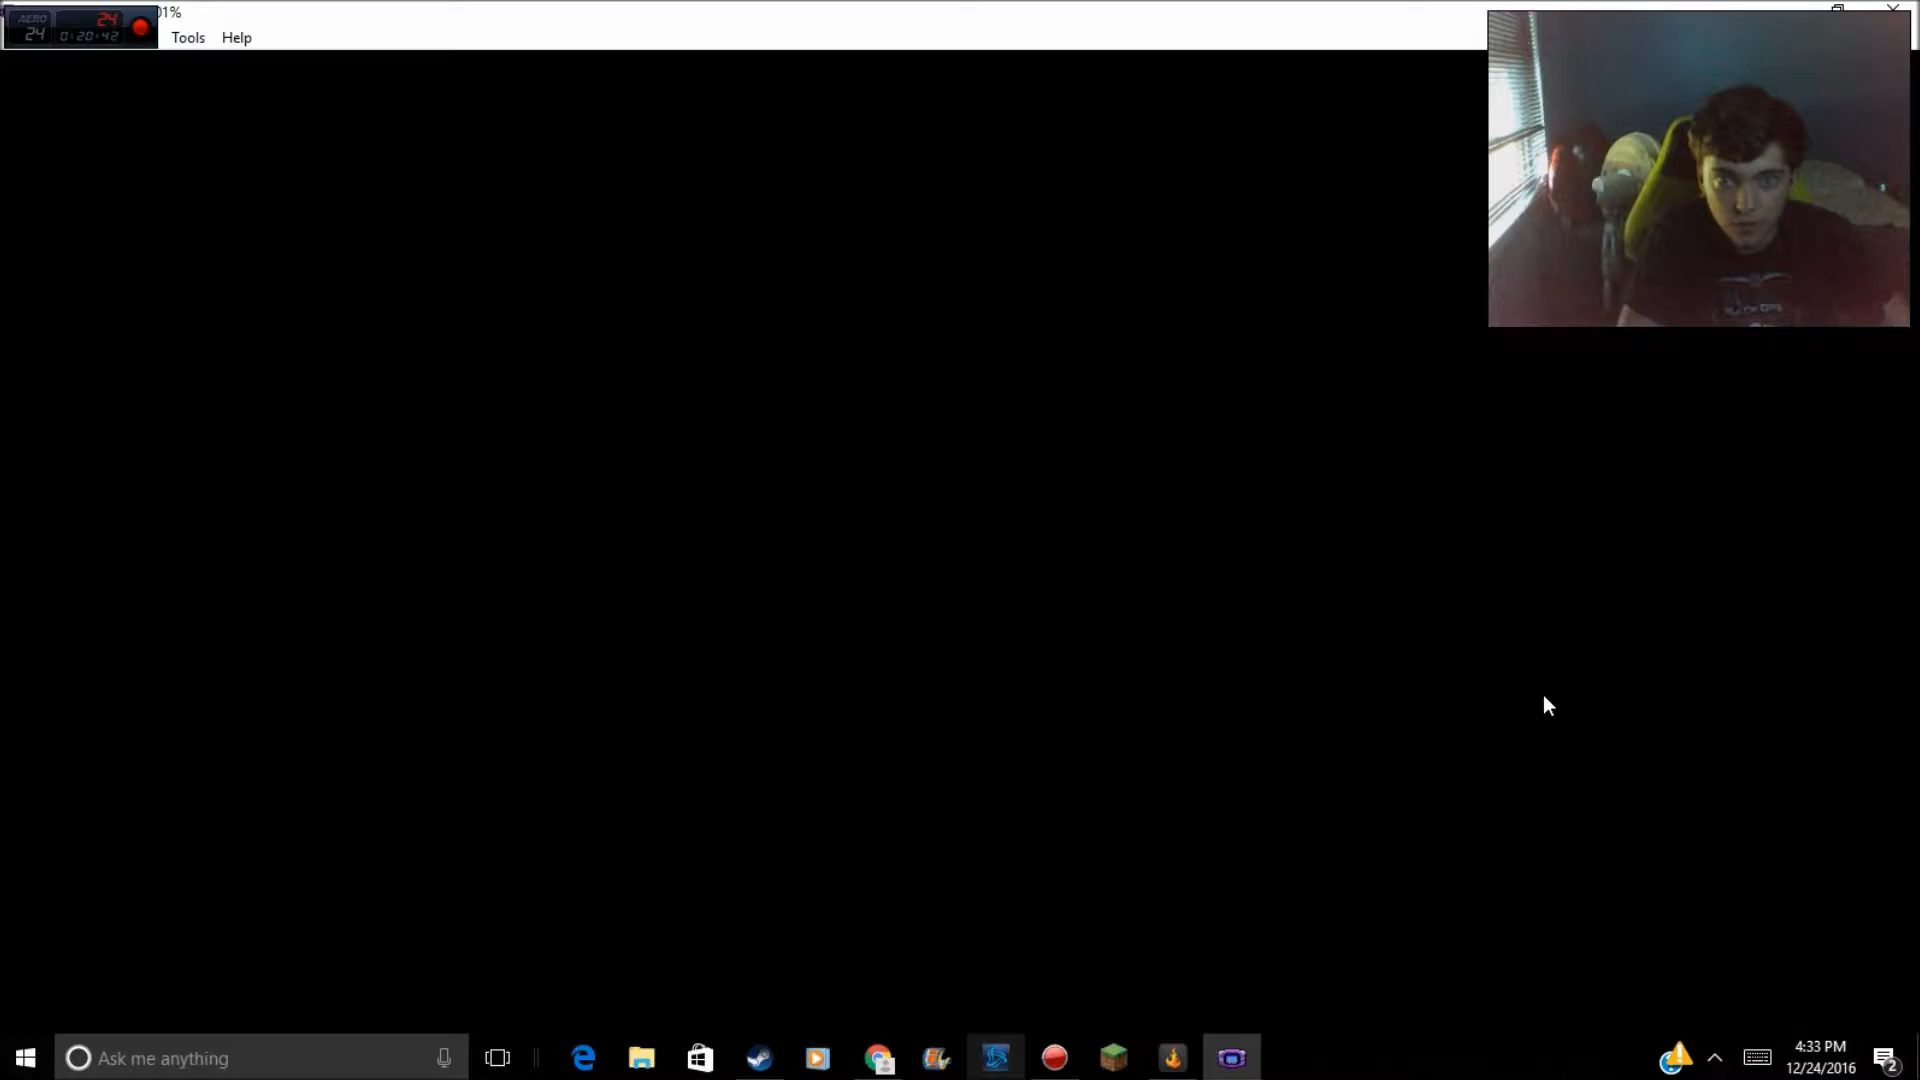 01%
AERO 24
24 0:20:42
Tools Help
Ask me anything
4:33 PM
12/24/2016
2